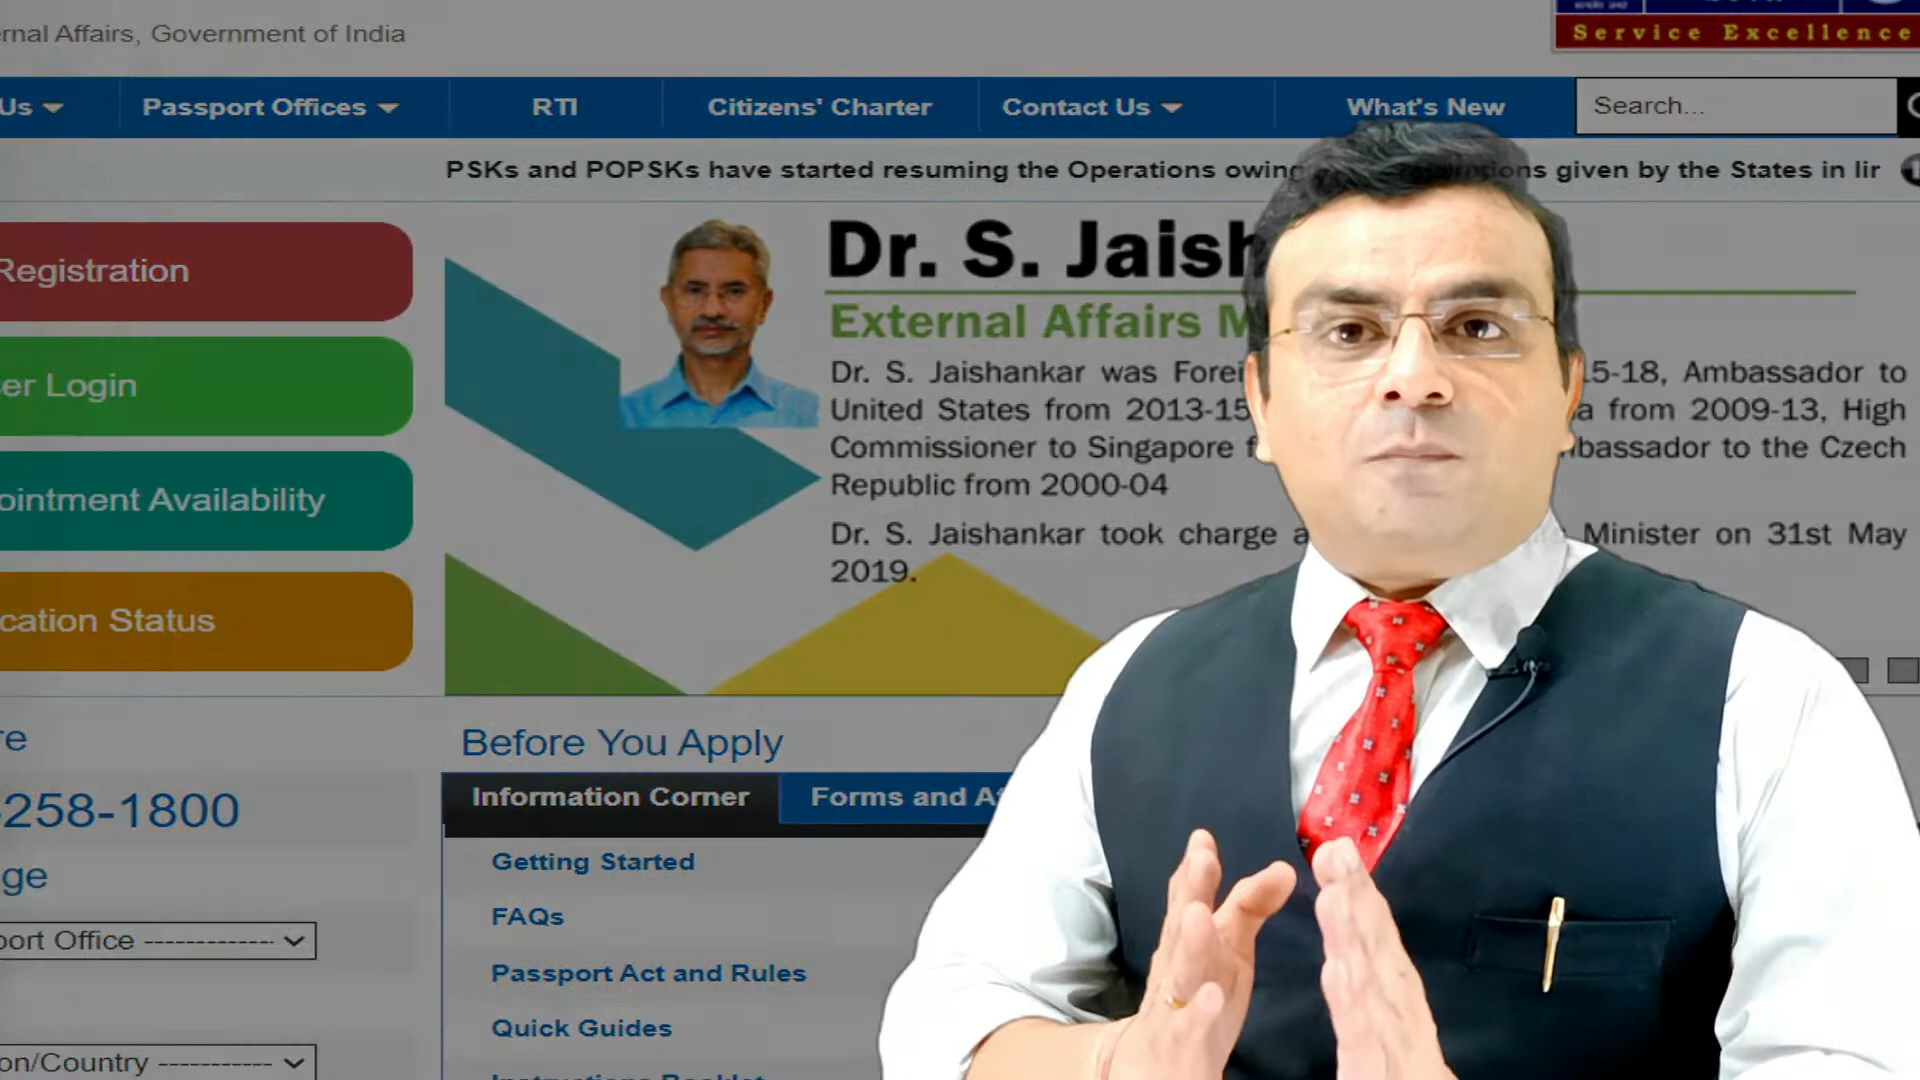 rnal Affairs, Government of India
Service Excellence
Us
Passport Offices
RTI
Citizens' Charter
Contact Us
What's New
Search...
PSKs and POPSKs have started resuming the Operations owing given by the States in lir
Registration
er Login
ointment Availability
cation Status
Dr. S. Jaish
External Affairs M
Dr. S. Jaishankar was Forei 15-18, Ambassador to
United States from 2013-15 a from 2009-13, High
Commissioner to Singapore f bassador to the Czech
Republic from 2000-04
Dr. S. Jaishankar took charge a Minister on 31st May
2019.
re
258-1800
ge
port Office ------------
on/Country ------------
Before You Apply
Information Corner
Forms and Af
Getting Started
FAQs
Passport Act and Rules
Quick Guides
Instructions Booklet